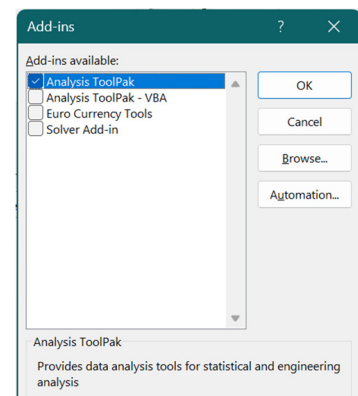 Add-ins ? ×
Add-ins available:
Analysis ToolPak
Analysis ToolPak - VBA
Euro Currency Tools
Solver Add-in
OK
Cancel
Browse...
Automation...
Analysis ToolPak
Provides data analysis tools for statistical and engineering
analysis